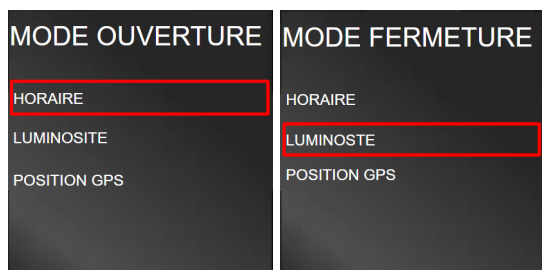 MODE OUVERTURE
HORAIRE
LUMINOSITE
POSITION GPS
MODE FERMETURE
HORAIRE
LUMINOSTE
POSITION GPS